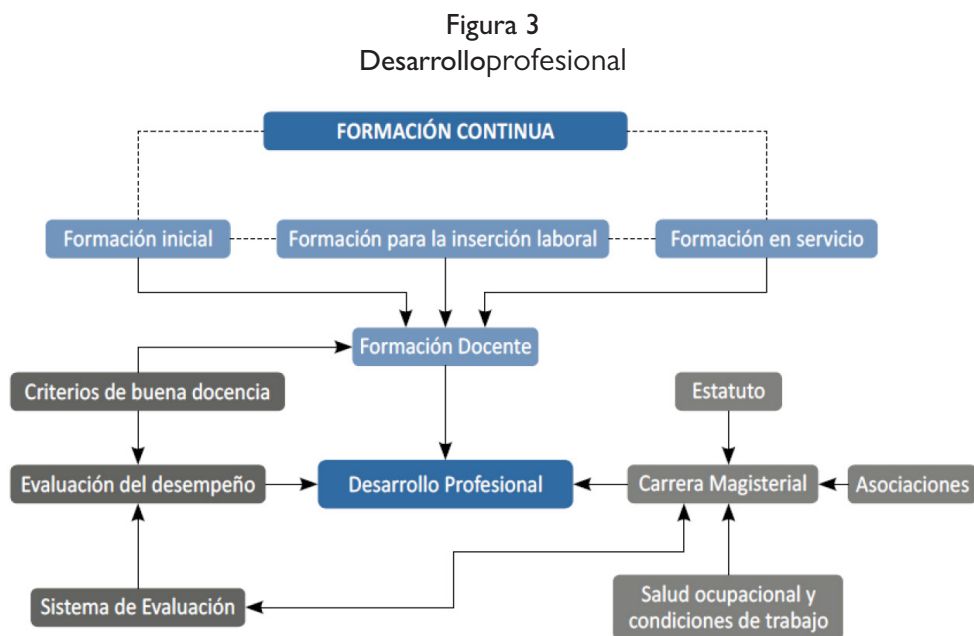 Figura 3
Desarrolloprofesional
FORMACIÓN CONTINUA
Formación inicial
Formación para la inserción laboral
Formación en servicio
Formación Docente
Criterios de buena docencia
Estatuto
Evaluación del desempeño
Desarrollo Profesional
Carrera Magisterial
Asociaciones
Sistema de Evaluación
Salud ocupacional y
condiciones de trabajo